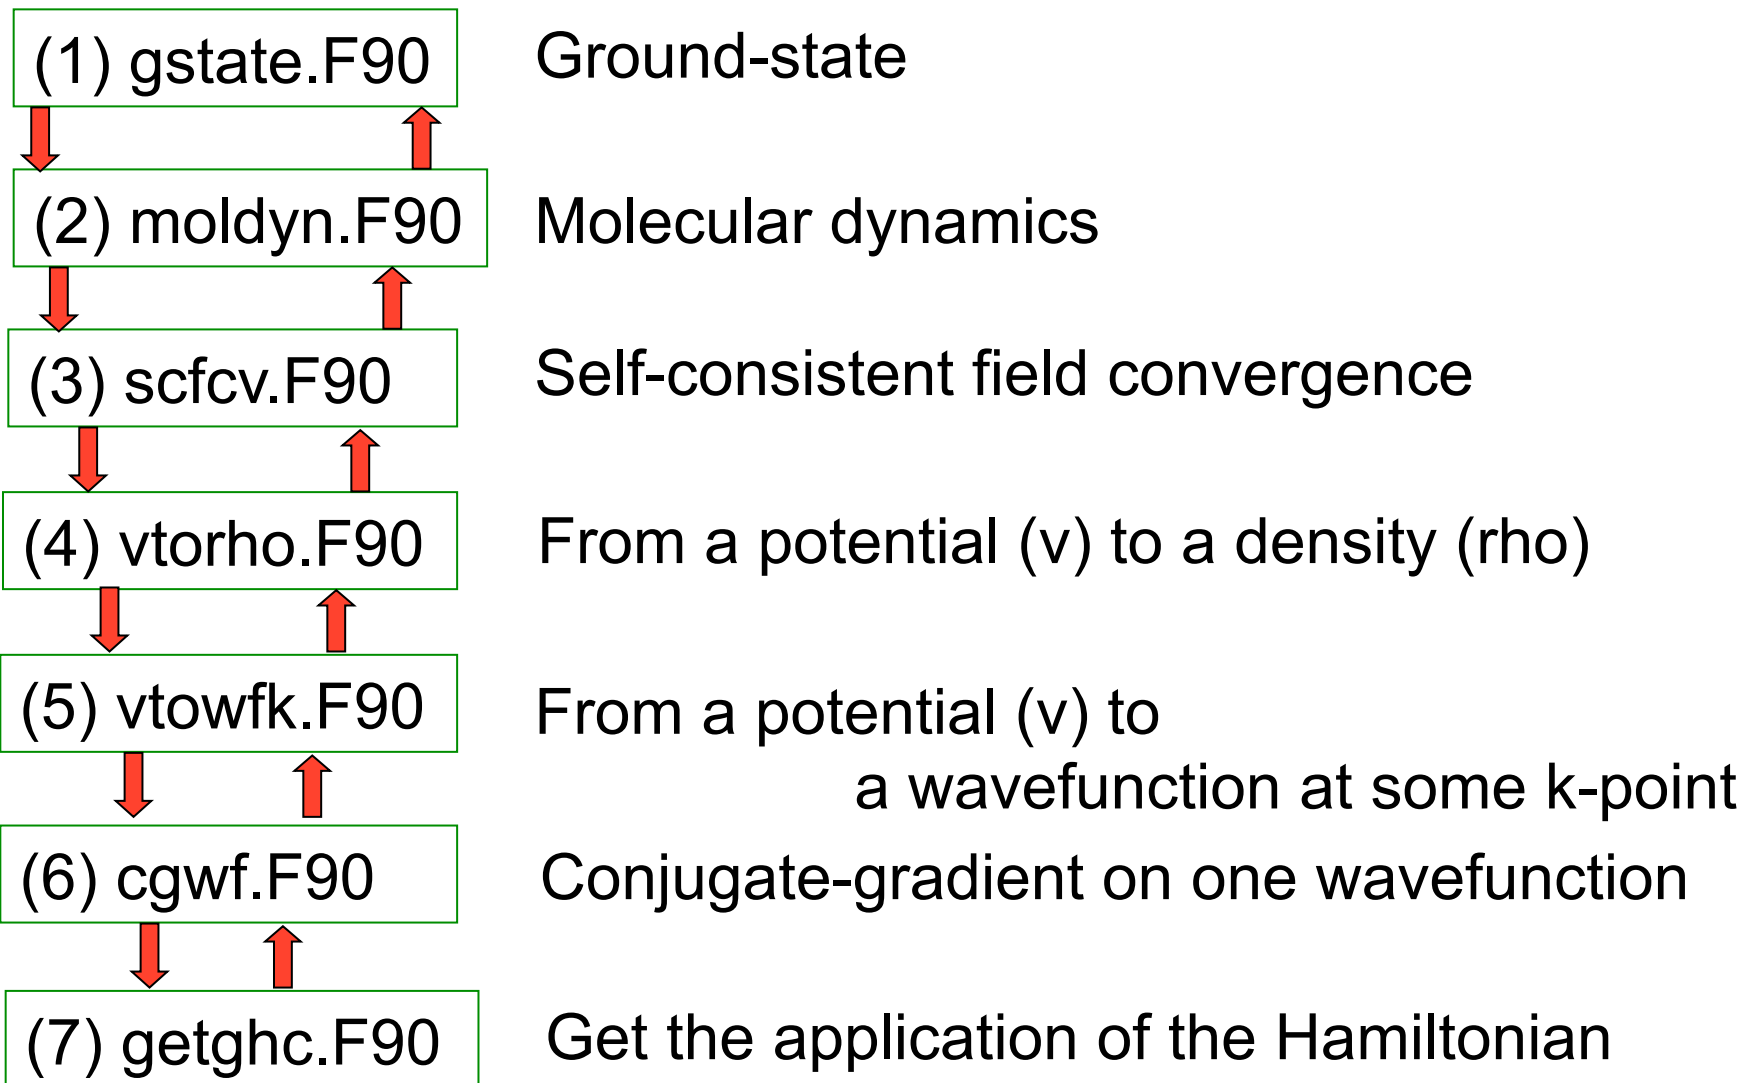 (1) gstate.F90 Ground-state
(2) moldyn.F90 Molecular dynamics
(3) scfcv.F90 Self-consistent field convergence
(4) vtorho.F90 From a potential (v) to a density (rho)
(5) vtowfk.F90 From a potential (v) to
a wavefunction at some k-point
(6) cgwf.F90 Conjugate-gradient on one wavefunction
(7) getghc.F90 Get the application of the Hamiltonian